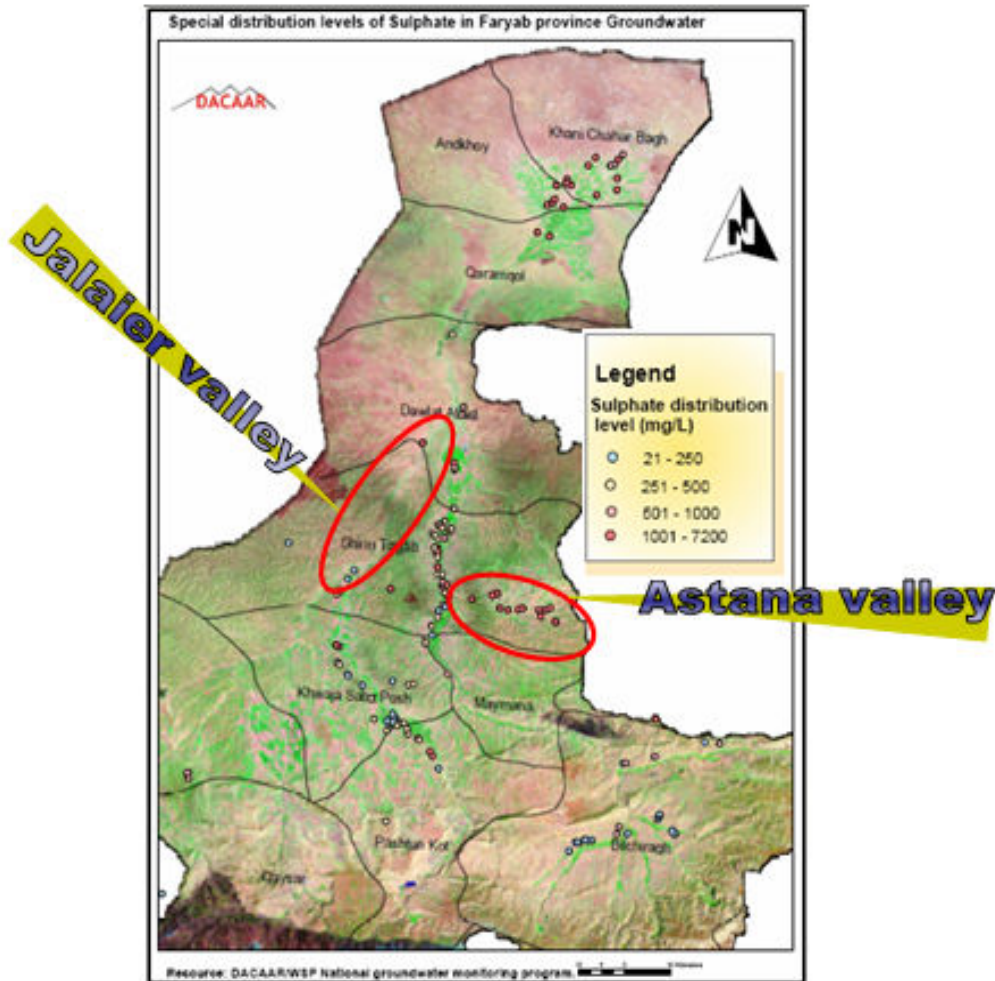 Special distribution levels of Sulphate in Faryab province Groundwater
DACAAR
Andkhoy
Khani Chahar Bagh
N
Qaramqol
Jalaier valley
Legend
Sulphate distribution
level (mg/L)
21 - 250
251 - 500
501 - 1000
1001 - 7200
Dawlat Abad
Shirin Tagab
Astana valley
Khwaja Sabz Posh
Maymana
Pashtun Kot
Bilchiragh
Qaysar
Resource: DACAAR/WSP National groundwater monitoring program.